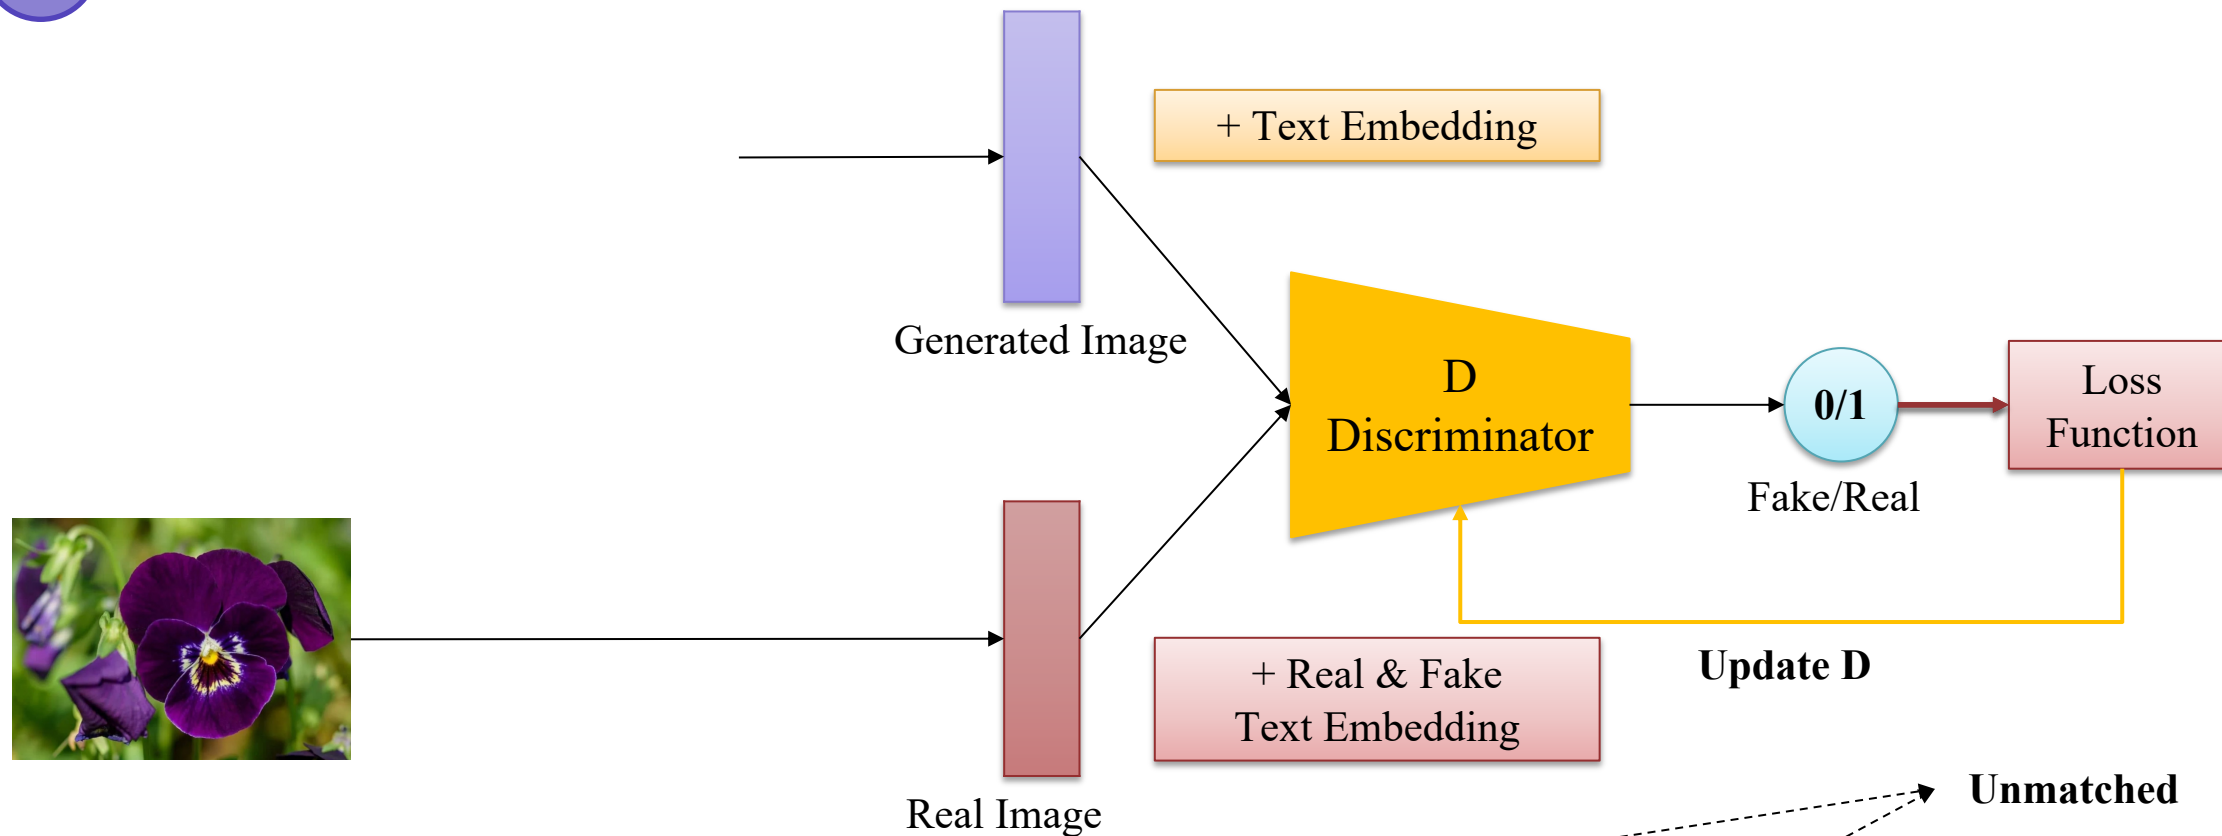 + Text Embedding
Generated Image
D
Discriminator
0/1
Fake/Real
Loss
Function
Update D
+ Real & Fake
Text Embedding
Real Image
Unmatched